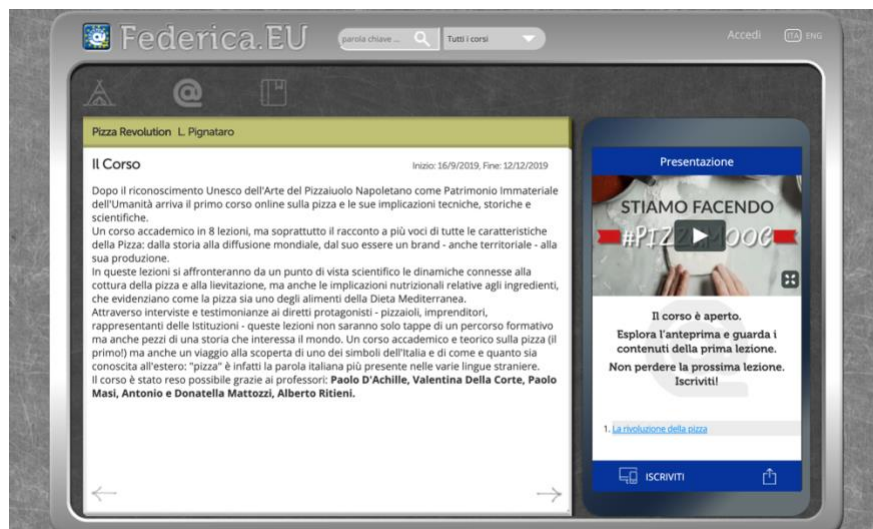 Federica.EU
parola chiave ...
Tutti i corsi
Accedi
ITA ENG
Pizza Revolution L. Pignataro
Il Corso
Inizio: 16/9/2019, Fine: 12/12/2019
Dopo il riconoscimento Unesco dell'Arte del Pizzaiuolo Napoletano come Patrimonio Immateriale
dell'Umanità arriva il primo corso online sulla pizza e le sue implicazioni tecniche, storiche e
scientifiche.
Un corso accademico in 8 lezioni, ma soprattutto il racconto a più voci di tutte le caratteristiche
della Pizza: dalla storia alla diffusione mondiale, dal suo essere un brand - anche territoriale - alla
sua produzione.
In queste lezioni si affronteranno da un punto di vista scientifico le dinamiche connesse alla
cottura della pizza e alla lievitazione, ma anche le implicazioni nutrizionali relative agli ingredienti,
che evidenziano come la pizza sia uno degli alimenti della Dieta Mediterranea.
Attraverso interviste e testimonianze ai diretti protagonisti - pizzaioli, imprenditori,
rappresentanti delle Istituzioni - queste lezioni non saranno solo tappe di un percorso formativo
ma anche pezzi di una storia che interessa il mondo. Un corso accademico e teorico sulla pizza (il
primo!) ma anche un viaggio alla scoperta di uno dei simboli dell'Italia e di come e quanto sia
conosciuta all'estero: "pizza" è infatti la parola italiana più presente nelle varie lingue straniere.
Il corso è stato reso possibile grazie ai professori: Paolo D'Achille, Valentina Della Corte, Paolo
Masi, Antonio e Donatella Mattozzi, Alberto Ritieni.
Presentazione
STIAMO FACENDO
Il corso è aperto.
Esplora l'anteprima e guarda i
contenuti della prima lezione.
Non perdere la prossima lezione.
Iscriviti!
1. La rivoluzione della pizza
ISCRIVITI